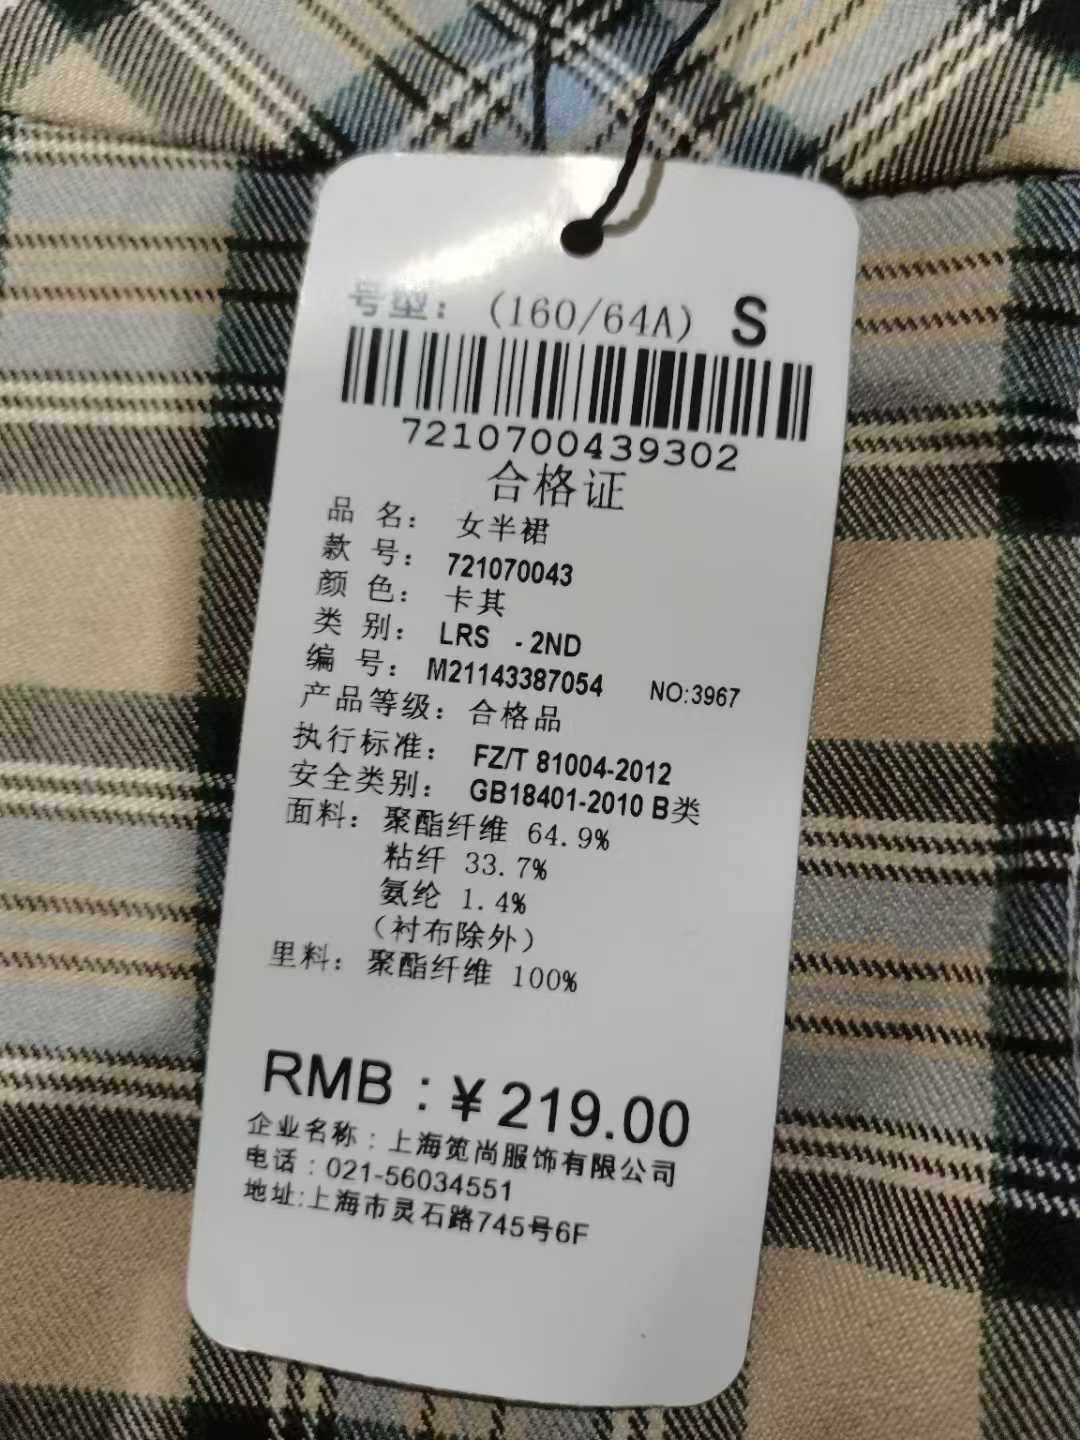 号型：(160/64A) S
7210700439302
合格证
品 名： 女半裙
款 号： 721070043
颜 色： 卡其
类 别： LRS - 2ND
编 号： M21143387054 NO:3967
产品等级： 合格品
执行标准： FZ/T 81004-2012
安全类别： GB18401-2010 B类
面料： 聚酯纤维 64.9%
粘纤 33.7%
氨纶 1.4%
（衬布除外）
里料： 聚酯纤维 100%
RMB：¥219.00
企业名称：上海笕尚服饰有限公司
电话：021-56034551
地址:上海市灵石路745号6F